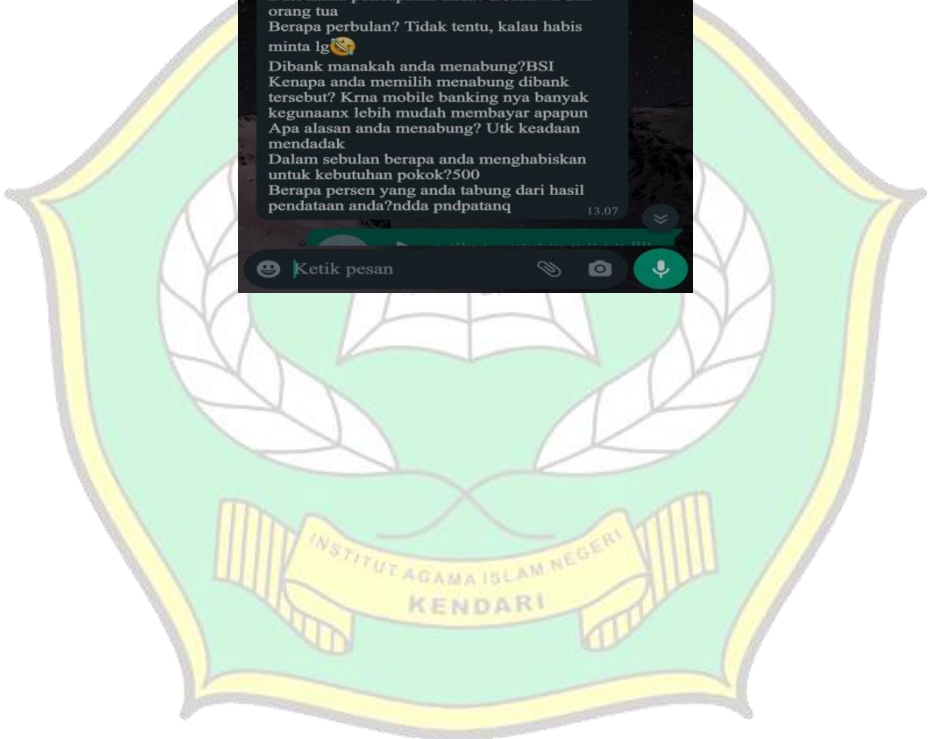 orang tua
Berapa perbulan? Tidak tentu, kalau habis
minta lg🤣
Dibank manakah anda menabung?BSI
Kenapa anda memilih menabung dibank
tersebut? Krna mobile banking nya banyak
kegunaanx lebih mudah membayar apapun
Apa alasan anda menabung? Utk keadaan
mendadak
Dalam sebulan berapa anda menghabiskan
untuk kebutuhan pokok?500
Berapa persen yang anda tabung dari hasil
pendataan anda?ndda pndpatanq
13.07
Ketik pesan
INSTITUT AGAMA ISLAM NEGERI
KENDARI